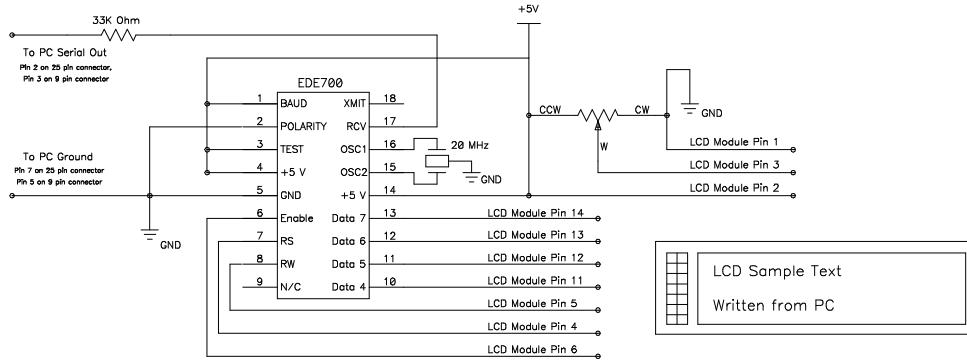 +5V
33K Ohm
To PC Serial Out
Pin 2 on 25 pin connector,
Pin 3 on 9 pin connector
EDE700
1 BAUD XMIT 18
2 POLARITY RCV 17
3 TEST OSC1 16
4 +5 V OSC2 15
5 GND +5 V 14
6 Enable Data 7 13
7 RS Data 6 12
8 RW Data 5 11
9 N/C Data 4 10
20 MHz
GND
CCW
CW
W
GND
LCD Module Pin 1
LCD Module Pin 3
LCD Module Pin 2
To PC Ground
Pin 7 on 25 pin connector
Pin 5 on 9 pin connector
GND
LCD Module Pin 14
LCD Module Pin 13
LCD Module Pin 12
LCD Module Pin 11
LCD Module Pin 5
LCD Module Pin 4
LCD Module Pin 6
LCD Sample Text
Written from PC